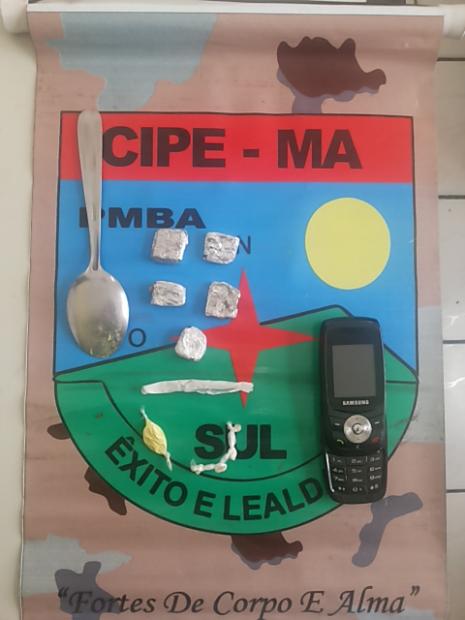 CIPE - MA
PMBA
N
O
SAMSUNG
SUL
ÊXITO E LEALD
"Fortes De Corpo E Alma"